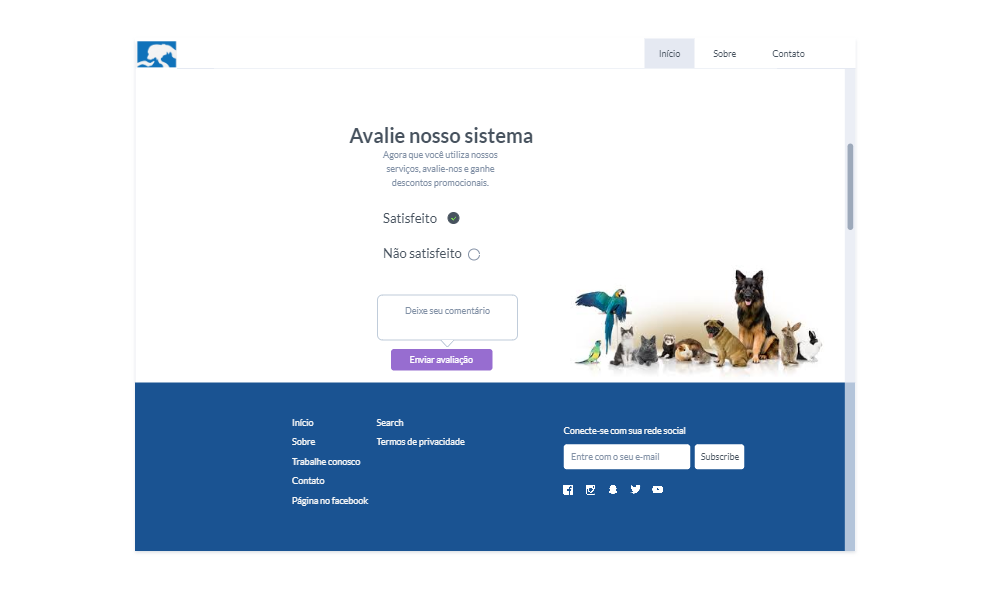 Início
Sobre
Contato
Avalie nosso sistema
Agora que você utiliza nossos
serviços, avalie-nos e ganhe
descontos promocionais.
Satisfeito
Não satisfeito
Deixe seu comentário
Enviar avaliação
Início
Sobre
Trabalhe conosco
Contato
Página no facebook
Search
Termos de privacidade
Conecte-se com sua rede social
Entre com o seu e-mail
Subscribe